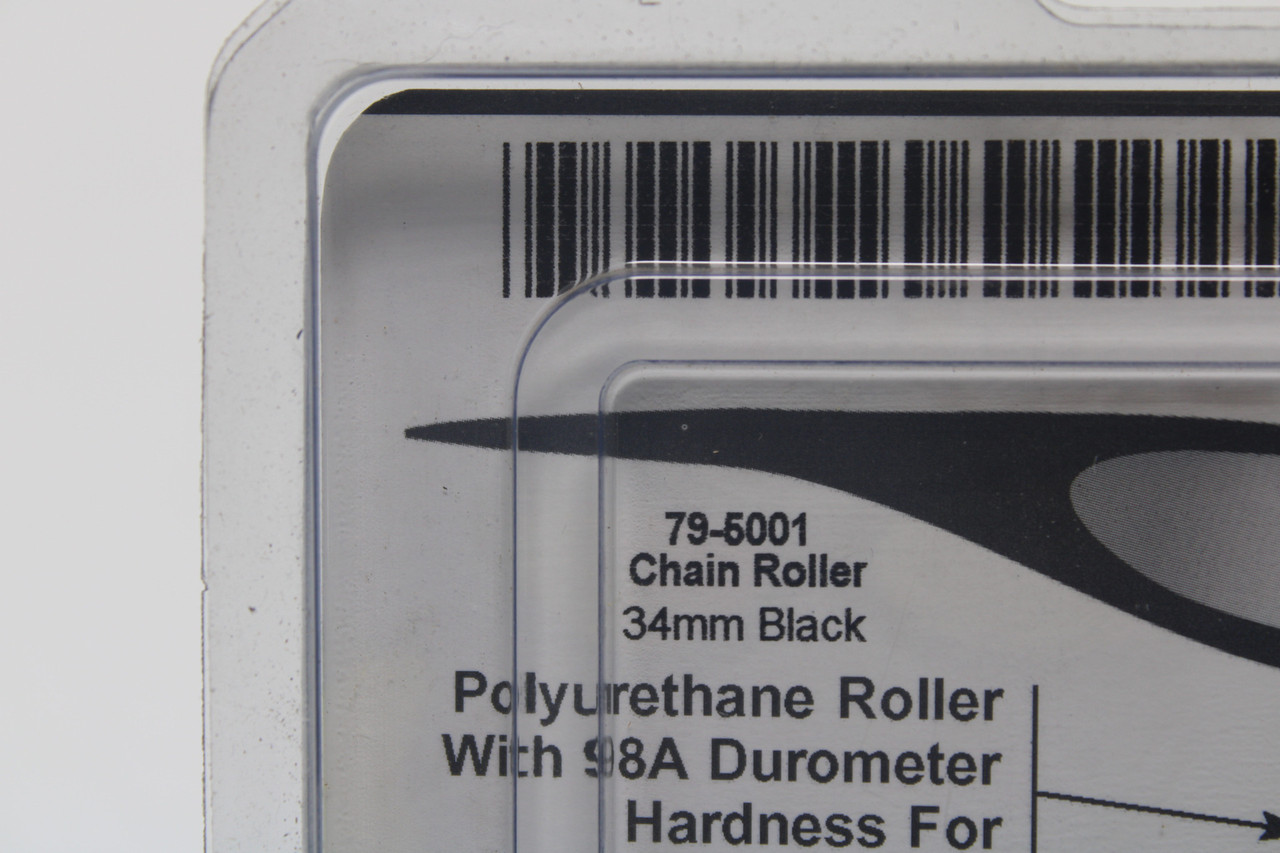 79-5001
Chain Roller
34mm Black
Polyurethane Roller
With 98A Durometer
Hardness For